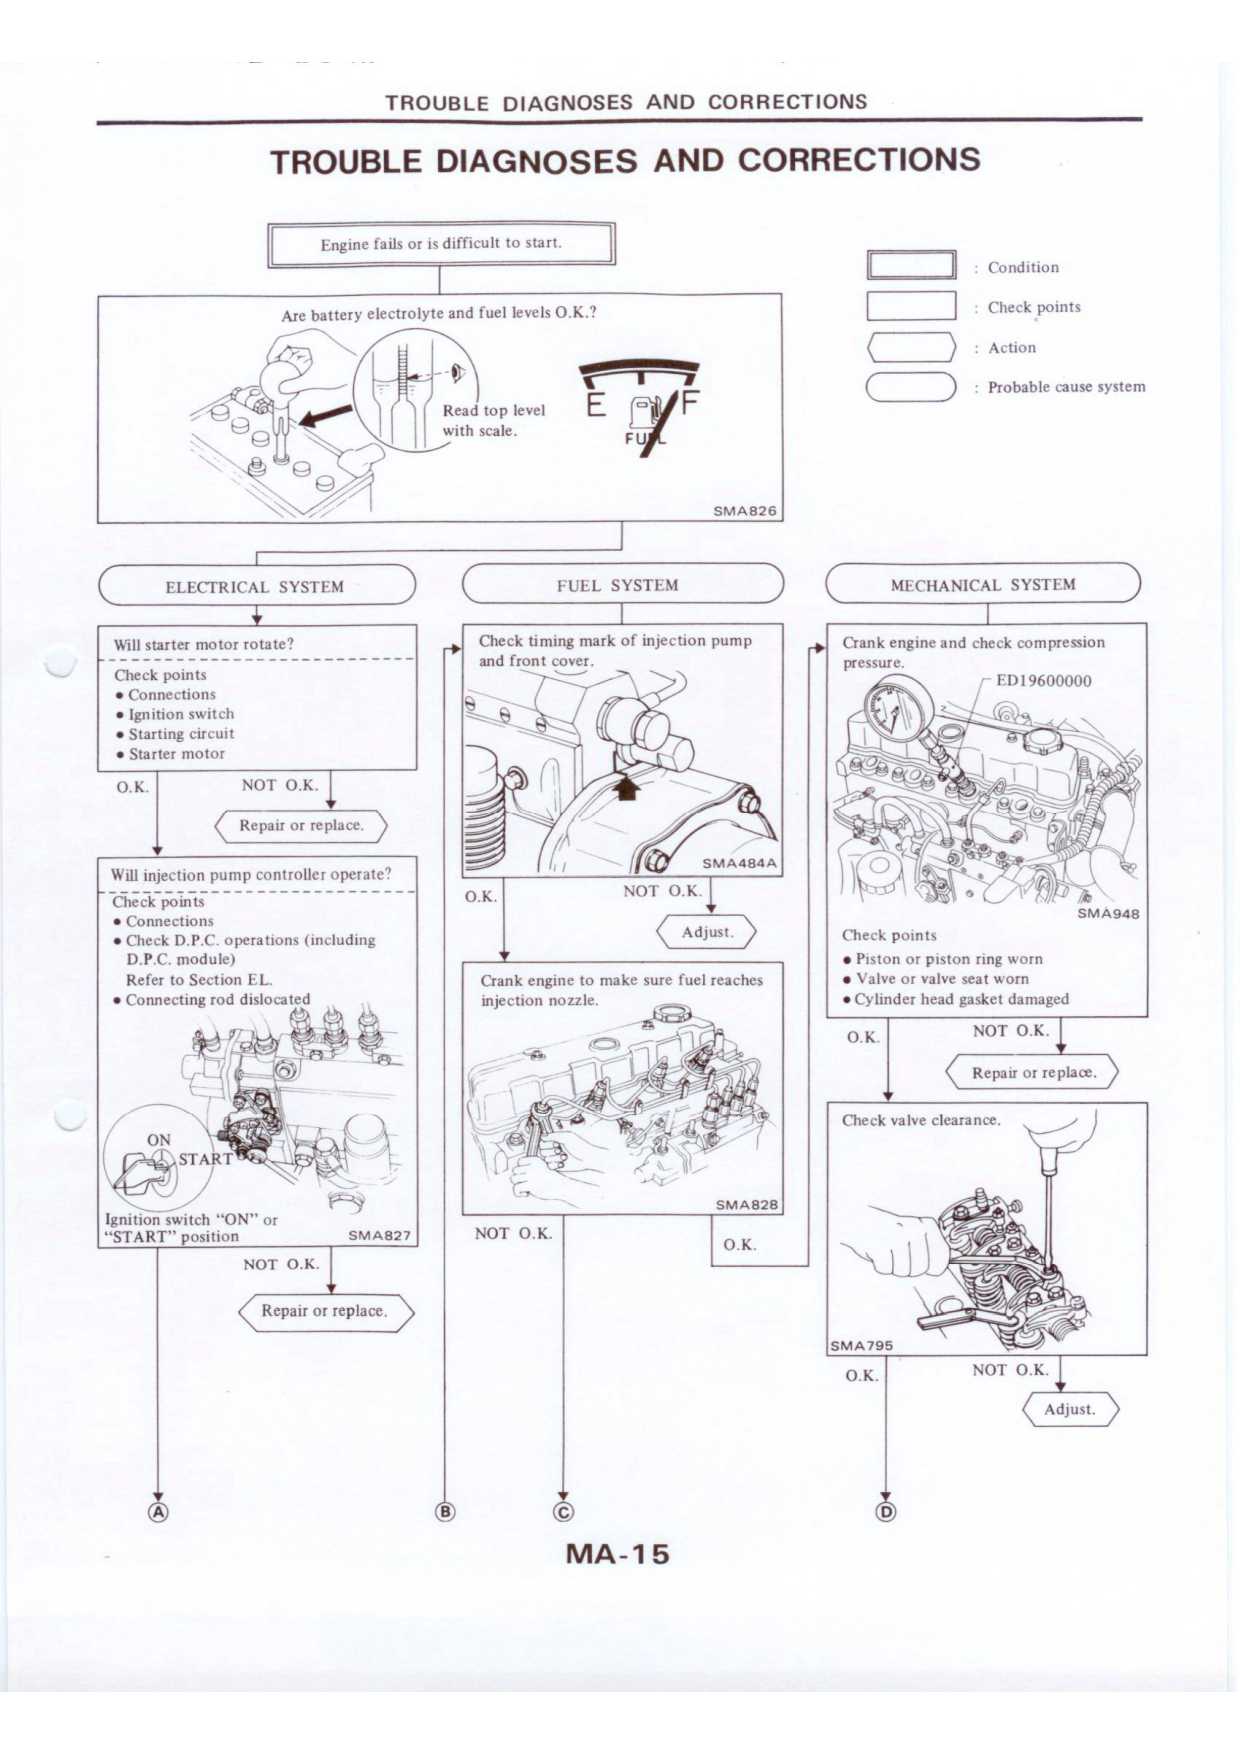 TROUBLE DIAGNOSES AND CORRECTIONS
TROUBLE DIAGNOSES AND CORRECTIONS
Engine fails or is difficult to start.
: Condition
: Check points
: Action
: Probable cause system
Are battery electrolyte and fuel levels O.K.?
Read top level
with scale.
E
F
FUEL
SMA826
ELECTRICAL SYSTEM
Will starter motor rotate?
Check points
● Connections
● Ignition switch
● Starting circuit
● Starter motor
O.K.
NOT O.K.
Repair or replace.
Will injection pump controller operate?
Check points
● Connections
● Check D.P.C. operations (including
D.P.C. module)
Refer to Section EL.
● Connecting rod dislocated
ON
START
Ignition switch “ON” or
“START” position
SMA827
NOT O.K.
Repair or replace.
A
FUEL SYSTEM
Check timing mark of injection pump
and front cover.
SMA484A
O.K.
NOT O.K.
Adjust.
Crank engine to make sure fuel reaches
injection nozzle.
SMA828
NOT O.K.
O.K.
B
C
MECHANICAL SYSTEM
Crank engine and check compression
pressure.
ED19600000
SMA948
Check points
● Piston or piston ring worn
● Valve or valve seat worn
● Cylinder head gasket damaged
O.K.
NOT O.K.
Repair or replace.
Check valve clearance.
SMA795
O.K.
NOT O.K.
Adjust.
D
MA-15